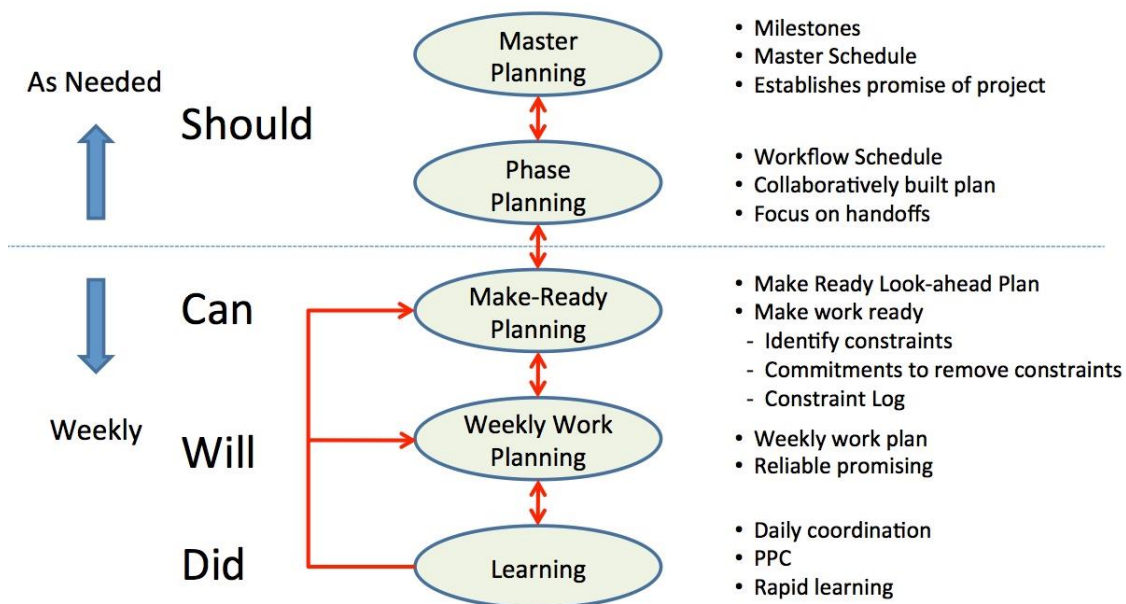 Master
Planning
• Milestones
• Master Schedule
• Establishes promise of project
As Needed
Should
Phase
Planning
• Workflow Schedule
• Collaboratively built plan
• Focus on handoffs
Can
Make-Ready
Planning
• Make Ready Look-ahead Plan
• Make work ready
- Identify constraints
- Commitments to remove constraints
- Constraint Log
Weekly
Will
Weekly Work
Planning
• Weekly work plan
• Reliable promising
Did
Learning
• Daily coordination
• PPC
• Rapid learning